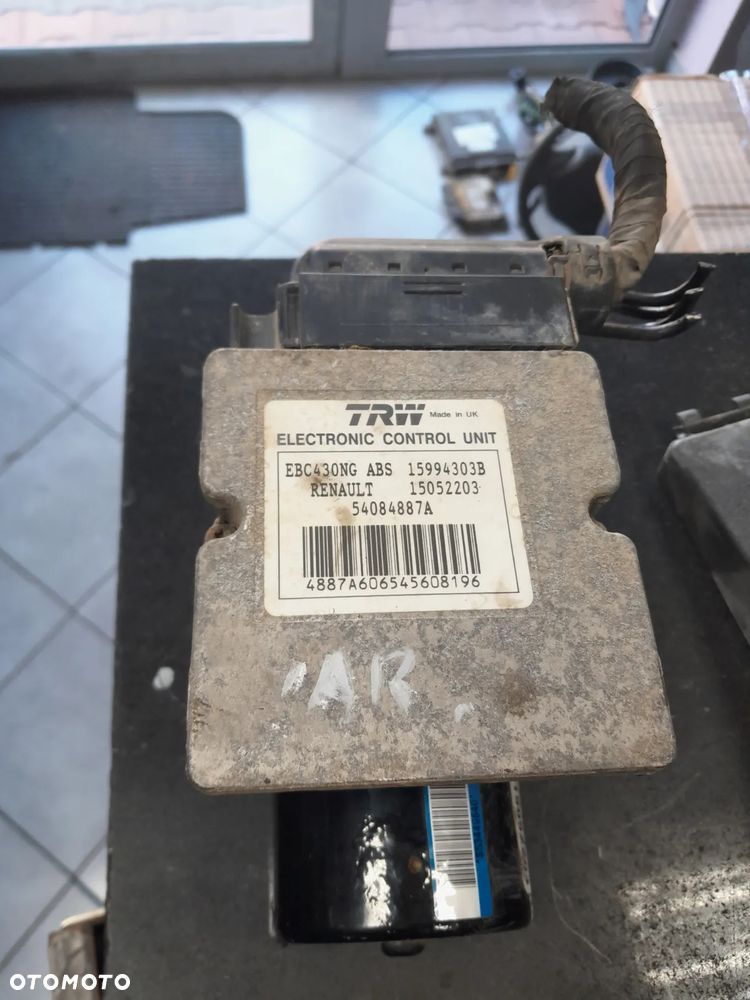 TRW Made in UK
ELECTRONIC CONTROL UNIT
EBC430NG ABS 15994303B
RENAULT 15052203
54084887A
4887A606545608196
AR
OTOMOTO